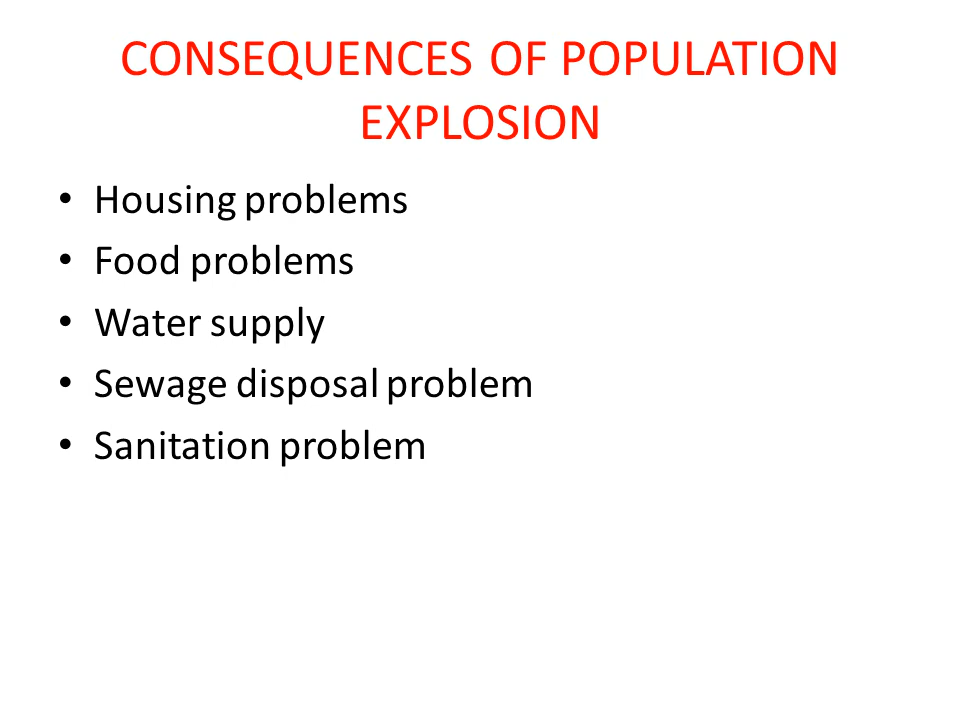 CONSEQUENCES OF POPULATION
EXPLOSION
• Housing problems
• Food problems
• Water supply
• Sewage disposal problem
• Sanitation problem